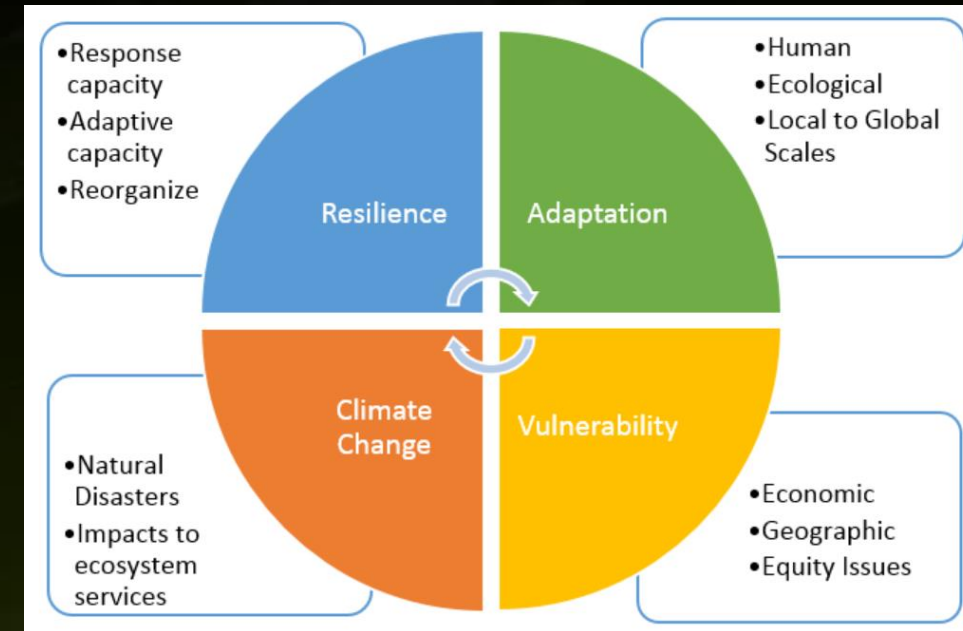 •Response
capacity
•Adaptive
capacity
•Reorganize
Resilience
Adaptation
•Human
•Ecological
•Local to Global
Scales
•Natural
Disasters
•Impacts to
ecosystem
services
Climate
Change
Vulnerability
•Economic
•Geographic
•Equity Issues